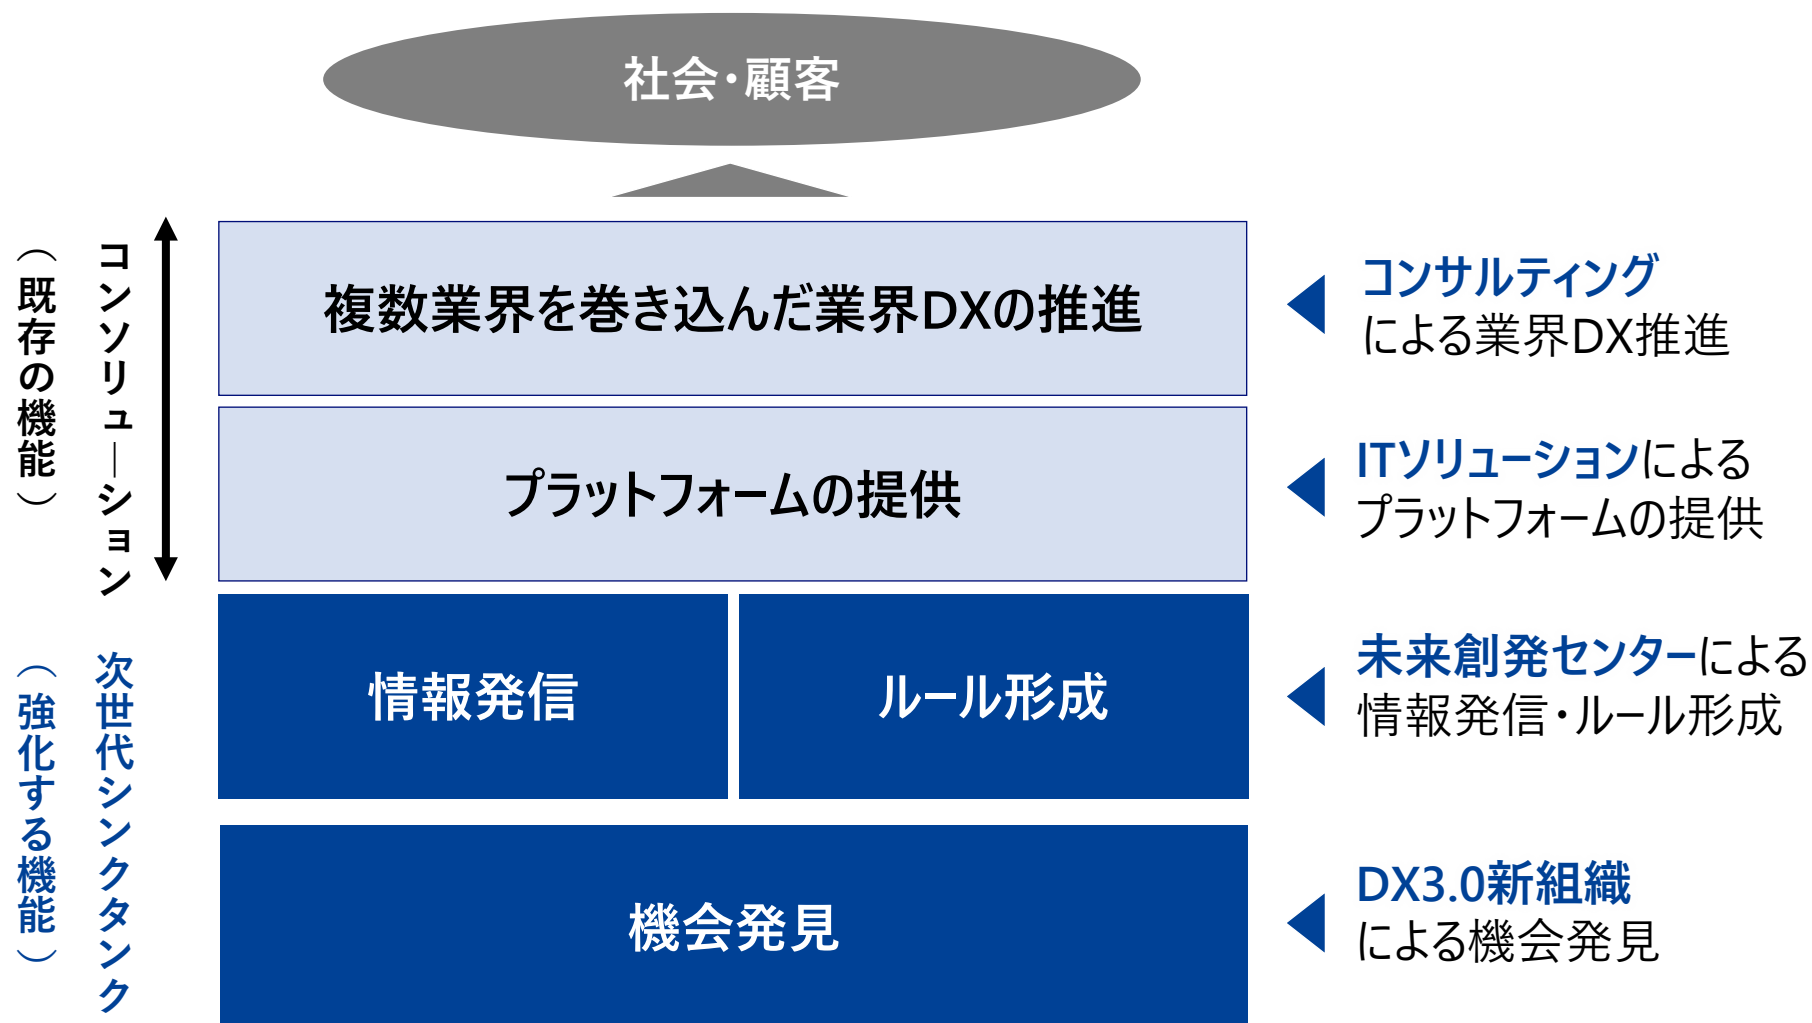 社会・顧客
コンソリューション
（既存の機能）
複数業界を巻き込んだ業界DXの推進
コンサルティング
による業界DX推進
プラットフォームの提供
ITソリューションによる
プラットフォームの提供
次世代シンクタンク
（強化する機能）
情報発信
ルール形成
未来創発センターによる
情報発信・ルール形成
機会発見
DX3.0新組織
による機会発見